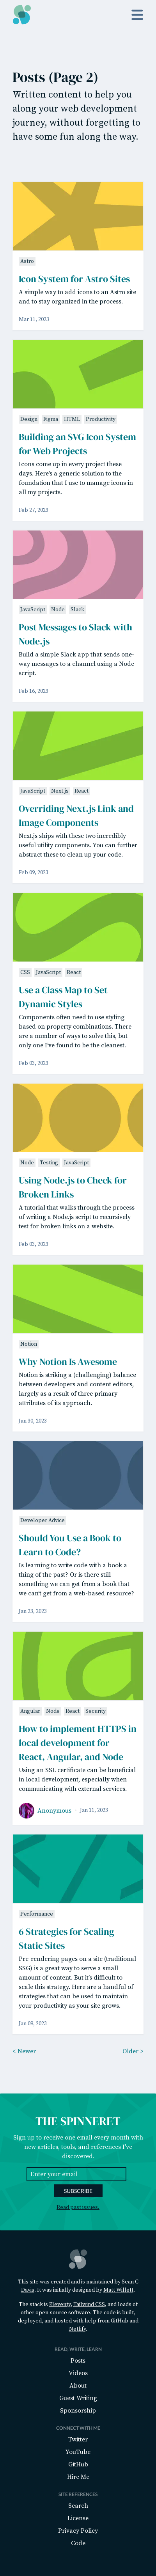 Posts (Page 2)
Written content to help you
along your web development
journey, without forgetting to
have some fun along the way.
Astro
Icon System for Astro Sites
A simple way to add icons to an Astro site
and to stay organized in the process.
Mar 11, 2023
Design Figma HTML Productivity
Building an SVG Icon System
for Web Projects
Icons come up in every project these
days. Here's a generic solution to the
foundation that I use to manage icons in
all my projects.
Feb 27, 2023
JavaScript Node Slack
Post Messages to Slack with
Node.js
Build a simple Slack app that sends one-
way messages to a channel using a Node
script.
Feb 16, 2023
JavaScript Next.js React
Overriding Next.js Link and
Image Components
Next.js ships with these two incredibly
useful utility components. You can further
abstract these to clean up your code.
Feb 09, 2023
CSS JavaScript React
Use a Class Map to Set
Dynamic Styles
Components often need to use styling
based on property combinations. There
are a number of ways to solve this, but
only one I've found to be the cleanest.
Feb 03, 2023
Node Testing JavaScript
Using Node.js to Check for
Broken Links
A tutorial that walks through the process
of writing a Node.js script to recursively
test for broken links on a website.
Feb 03, 2023
Notion
Why Notion Is Awesome
Notion is striking a (challenging) balance
between developers and content editors,
largely as a result of three primary
attributes of its approach.
Jan 30, 2023
Developer Advice
Should You Use a Book to
Learn to Code?
Is learning to write code with a book a
thing of the past? Or is there still
something we can get from a book that
we can't get from a web-based resource?
Jan 23, 2023
Angular Node React Security
How to implement HTTPS in
local development for
React, Angular, and Node
Using an SSL certificate can be beneficial
in local development, especially when
communicating with external services.
Anonymous Jan 11, 2023
Performance
6 Strategies for Scaling
Static Sites
Pre-rendering pages on a site (traditional
SSG) is a great way to serve a small
amount of content. But it's difficult to
scale this strategy. Here are a handful of
strategies that can be used to maintain
your productivity as your site grows.
Jan 09, 2023
< Newer Older >
THE SPINNERET
Sign up to receive one email every month with
new articles, tools, and references I've
discovered.
Enter your email
SUBSCRIBE
Read past issues.
This site was created and is maintained by Sean C
Davis. It was initially designed by Matt Willett.
The stack is Eleventy, Tailwind CSS, and loads of
other open-source software. The code is built,
deployed, and hosted with help from GitHub and
Netlify.
READ, WRITE, LEARN
Posts
Videos
About
Guest Writing
Sponsorship
CONNECT WITH ME
Twitter
YouTube
GitHub
Hire Me
SITE REFERENCES
Search
License
Privacy Policy
Code